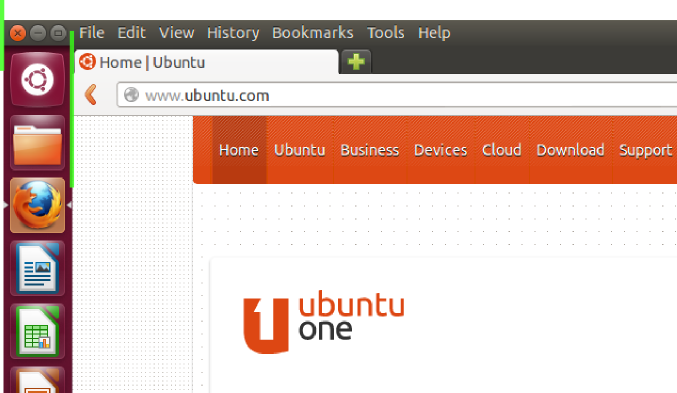 File Edit View History Bookmarks Tools Help
Home | Ubuntu
www.ubuntu.com
Home Ubuntu Business Devices Cloud Download Support
ubuntu
one